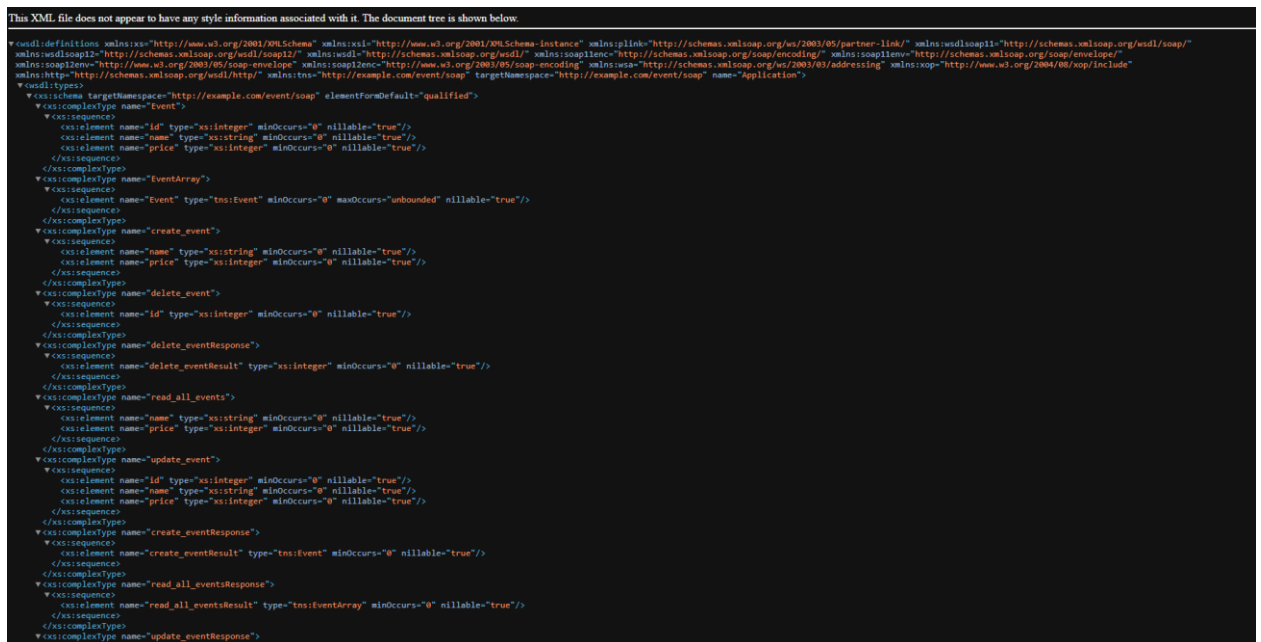 This XML file does not appear to have any style information associated with it. The document tree is shown below.
▼<wsdl:definitions xmlns:xs="http://www.w3.org/2001/XMLSchema" xmlns:xsi="http://www.w3.org/2001/XMLSchema-instance" xmlns:plink="http://schemas.xmlsoap.org/ws/2003/05/partner-link/" xmlns:wsdlsoap11="http://schemas.xmlsoap.org/wsdl/soap/"
xmlns:wsdlsoap12="http://schemas.xmlsoap.org/wsdl/soap12/" xmlns:wsdl="http://schemas.xmlsoap.org/wsdl/" xmlns:soap11enc="http://schemas.xmlsoap.org/soap/encoding/" xmlns:soap11env="http://schemas.xmlsoap.org/soap/envelope/"
xmlns:soap12env="http://www.w3.org/2003/05/soap-envelope" xmlns:soap12enc="http://www.w3.org/2003/05/soap-encoding" xmlns:wsa="http://schemas.xmlsoap.org/ws/2003/03/addressing" xmlns:xop="http://www.w3.org/2004/08/xop/include"
xmlns:http="http://schemas.xmlsoap.org/wsdl/http/" xmlns:tns="http://example.com/event/soap" targetNamespace="http://example.com/event/soap" name="Application">
▼<wsdl:types>
▼<xs:schema targetNamespace="http://example.com/event/soap" elementFormDefault="qualified">
▼<xs:complexType name="Event">
▼<xs:sequence>
<xs:element name="id" type="xs:integer" minOccurs="0" nillable="true"/>
<xs:element name="name" type="xs:string" minOccurs="0" nillable="true"/>
<xs:element name="price" type="xs:integer" minOccurs="0" nillable="true"/>
</xs:sequence>
</xs:complexType>
▼<xs:complexType name="EventArray">
▼<xs:sequence>
<xs:element name="Event" type="tns:Event" minOccurs="0" maxOccurs="unbounded" nillable="true"/>
</xs:sequence>
</xs:complexType>
▼<xs:complexType name="create_event">
▼<xs:sequence>
<xs:element name="name" type="xs:string" minOccurs="0" nillable="true"/>
<xs:element name="price" type="xs:integer" minOccurs="0" nillable="true"/>
</xs:sequence>
</xs:complexType>
▼<xs:complexType name="delete_event">
▼<xs:sequence>
<xs:element name="id" type="xs:integer" minOccurs="0" nillable="true"/>
</xs:sequence>
</xs:complexType>
▼<xs:complexType name="delete_eventResponse">
▼<xs:sequence>
<xs:element name="delete_eventResult" type="xs:integer" minOccurs="0" nillable="true"/>
</xs:sequence>
</xs:complexType>
▼<xs:complexType name="read_all_events">
▼<xs:sequence>
<xs:element name="name" type="xs:string" minOccurs="0" nillable="true"/>
<xs:element name="price" type="xs:integer" minOccurs="0" nillable="true"/>
</xs:sequence>
</xs:complexType>
▼<xs:complexType name="update_event">
▼<xs:sequence>
<xs:element name="id" type="xs:integer" minOccurs="0" nillable="true"/>
<xs:element name="name" type="xs:string" minOccurs="0" nillable="true"/>
<xs:element name="price" type="xs:integer" minOccurs="0" nillable="true"/>
</xs:sequence>
</xs:complexType>
▼<xs:complexType name="create_eventResponse">
▼<xs:sequence>
<xs:element name="create_eventResult" type="tns:Event" minOccurs="0" nillable="true"/>
</xs:sequence>
</xs:complexType>
▼<xs:complexType name="read_all_eventsResponse">
▼<xs:sequence>
<xs:element name="read_all_eventsResult" type="tns:EventArray" minOccurs="0" nillable="true"/>
</xs:sequence>
</xs:complexType>
▼<xs:complexType name="update_eventResponse">